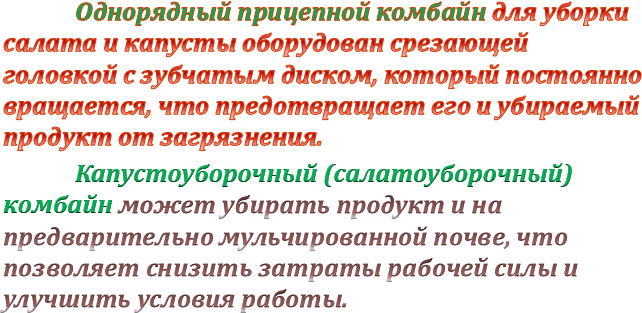 Однорядный прицепной комбайн для уборки
салата и капусты оборудован срезающей
головкой с зубчатым диском, который постоянно
вращается, что предотвращает его и убираемый
продукт от загрязнения.
Капустоуборочный (салатоуборочный)
комбайн может убирать продукт и на
предварительно мульчированной почве, что
позволяет снизить затраты рабочей силы и
улучшить условия работы.